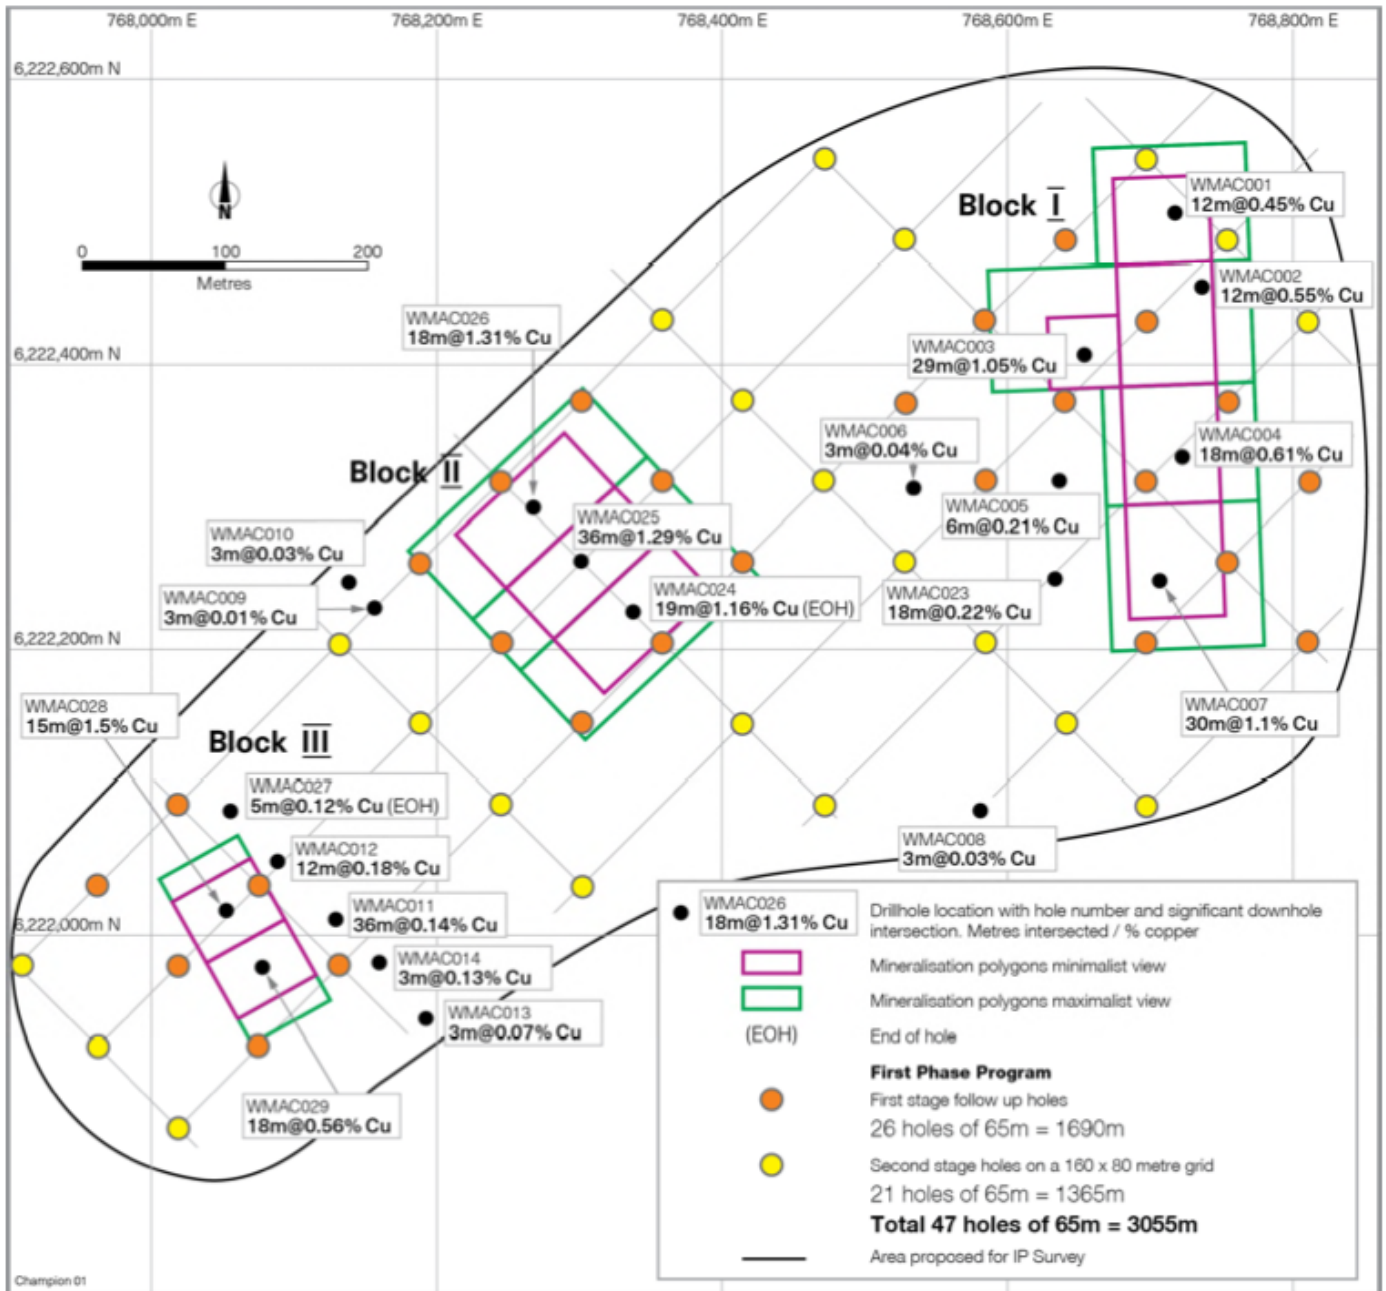 768,000m E
768,200m E
768,400m E
768,600m E
768,800m E
6,222,600m N
N
0 100 200
Metres
Block I
WMAC001
12m@0.45% Cu
WMAC002
12m@0.55% Cu
WMAC026
18m@1.31% Cu
WMAC003
29m@1.05% Cu
6,222,400m N
WMAC006
3m@0.04% Cu
WMAC004
18m@0.61% Cu
Block II
WMAC005
6m@0.21% Cu
WMAC025
36m@1.29% Cu
WMAC010
3m@0.03% Cu
WMAC024
19m@1.16% Cu (EOH)
WMAC023
18m@0.22% Cu
WMAC009
3m@0.01% Cu
6,222,200m N
WMAC028
15m@1.5% Cu
WMAC007
30m@1.1% Cu
Block III
WMAC027
5m@0.12% Cu (EOH)
WMAC012
12m@0.18% Cu
WMAC008
3m@0.03% Cu
WMAC011
36m@0.14% Cu
6,222,000m N
WMAC014
3m@0.13% Cu
WMAC013
3m@0.07% Cu
WMAC029
18m@0.56% Cu
WMAC026
18m@1.31% Cu
Drillhole location with hole number and significant downhole
intersection. Metres intersected / % copper
Mineralisation polygons minimalist view
Mineralisation polygons maximalist view
(EOH) End of hole
First Phase Program
First stage follow up holes
26 holes of 65m = 1690m
Second stage holes on a 160 x 80 metre grid
21 holes of 65m = 1365m
Total 47 holes of 65m = 3055m
Area proposed for IP Survey
Champion 01